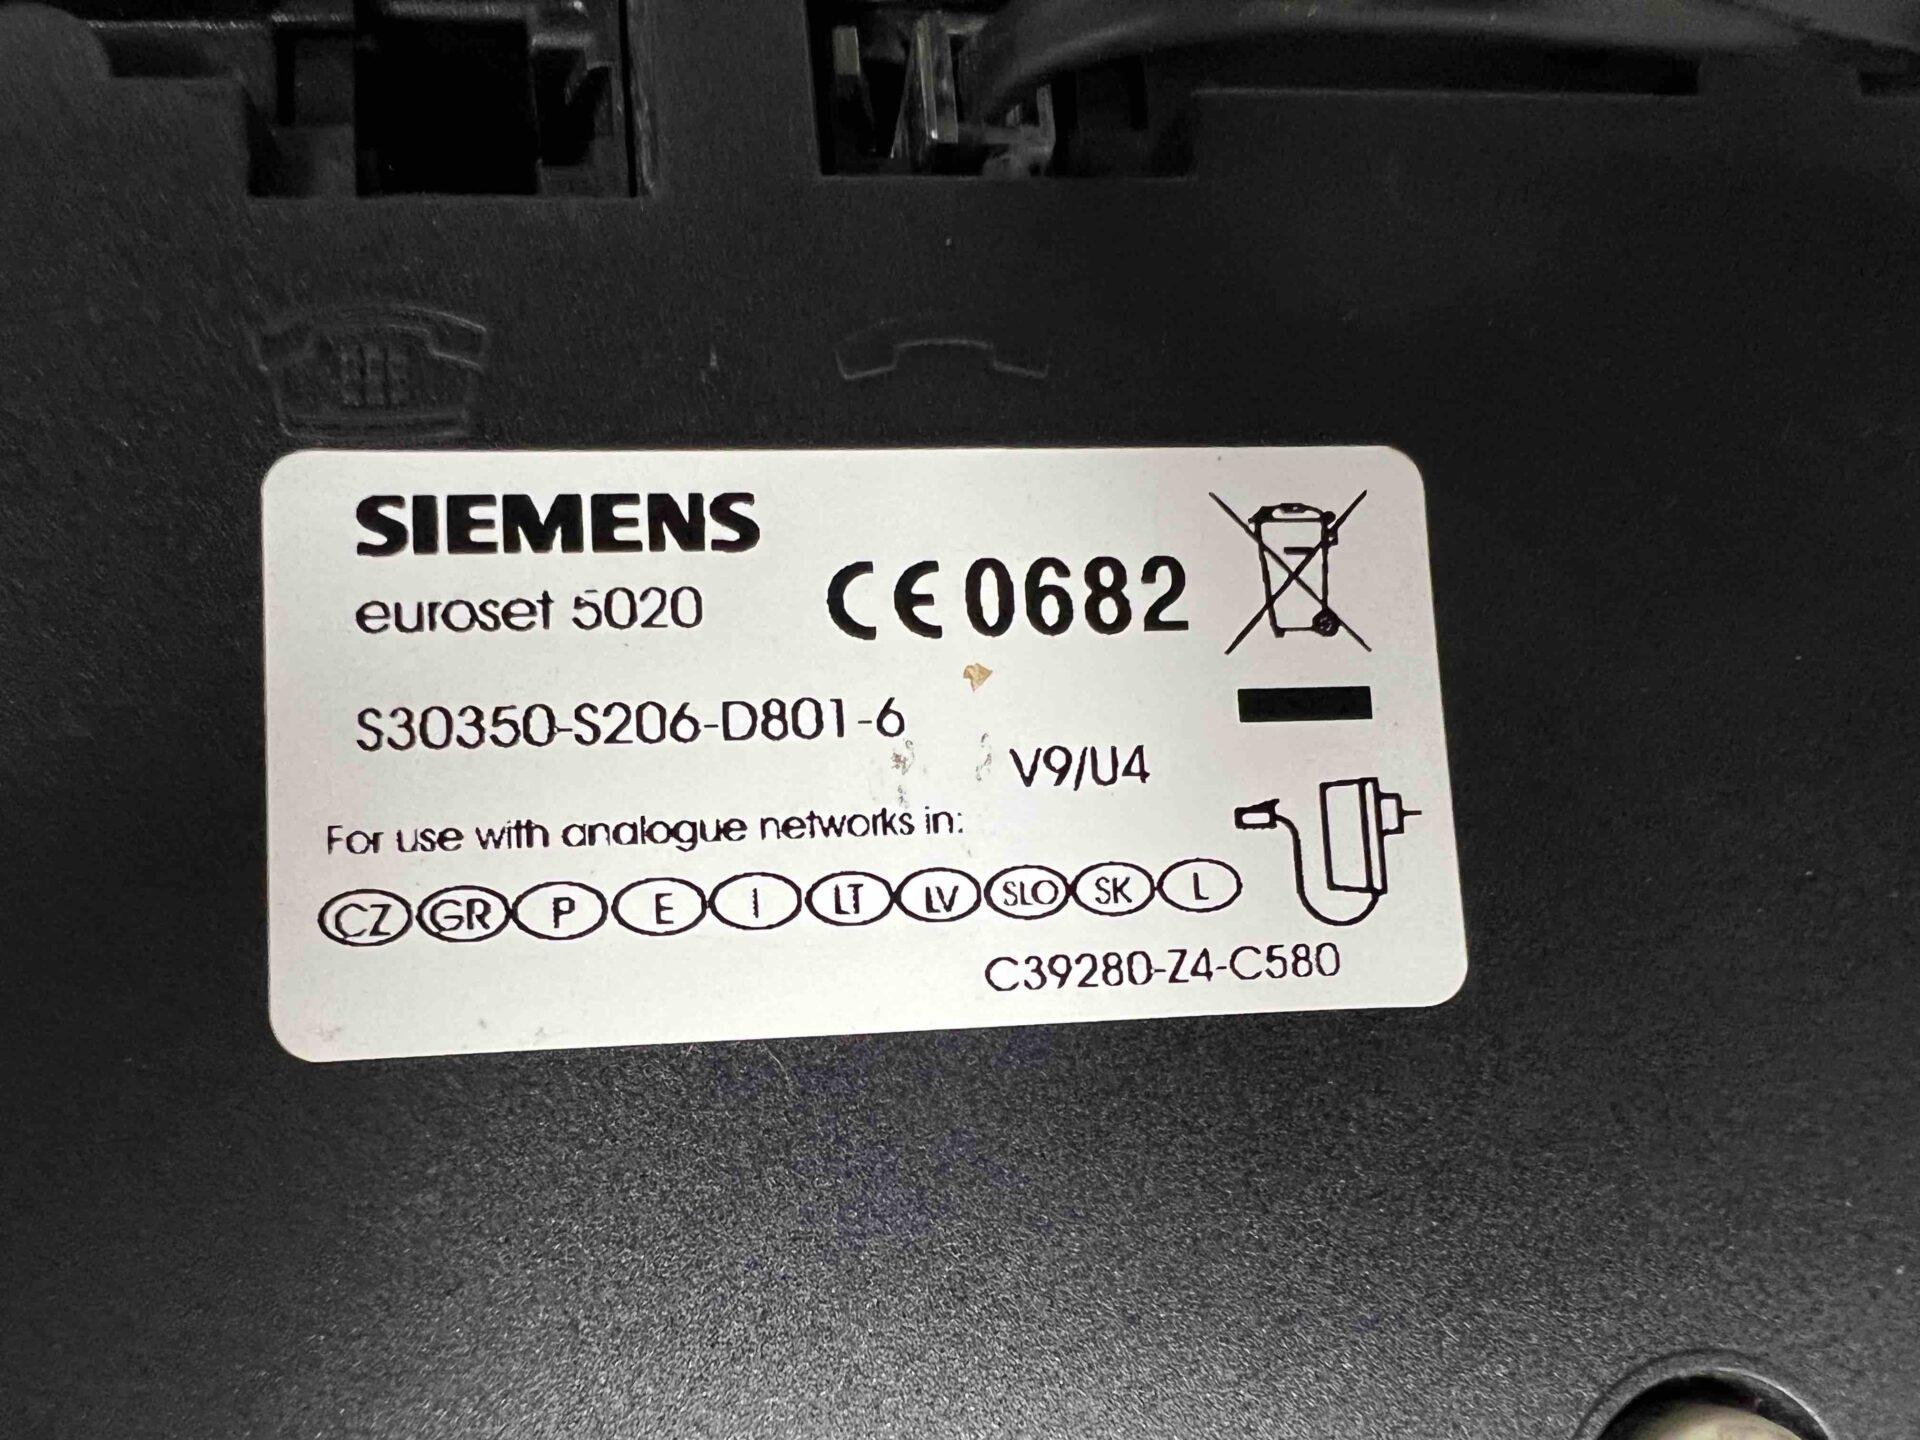 SIEMENS
euroset 5020
CE 0682
S30350-S206-D801-6
V9/U4
For use with analogue networks in:
CZ GR P E I LT LV SLO SK L
C39280-Z4-C580